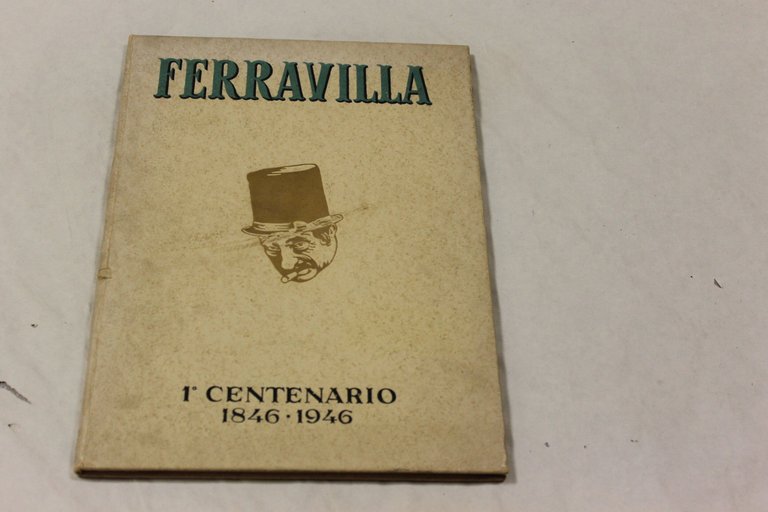 FERRAVILLA
1° CENTENARIO
1846 · 1946